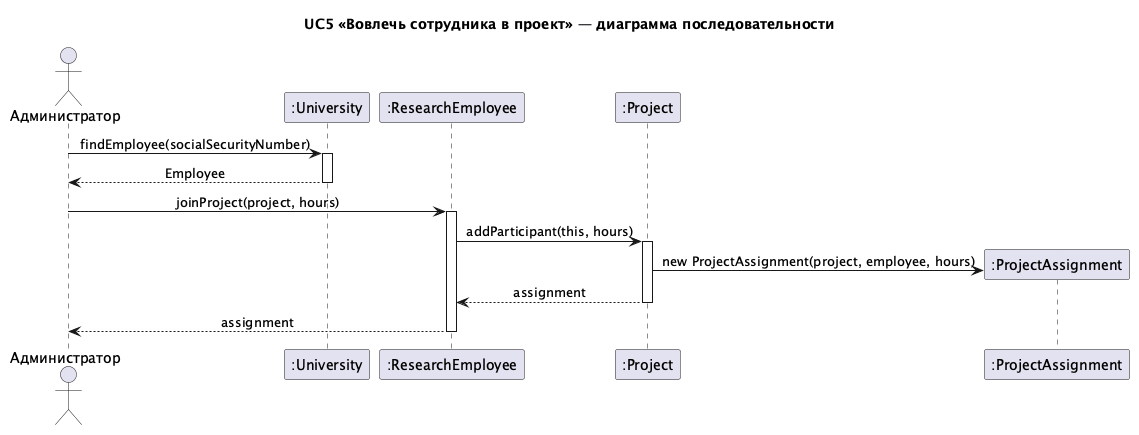 UC5 «Вовлечь сотрудника в проект» — диаграмма последовательности
Администратор
:University
:ResearchEmployee
:Project
findEmployee(socialSecurityNumber)
Employee
joinProject(project, hours)
addParticipant(this, hours)
new ProjectAssignment(project, employee, hours)
:ProjectAssignment
assignment
assignment
Администратор
:University
:ResearchEmployee
:Project
:ProjectAssignment